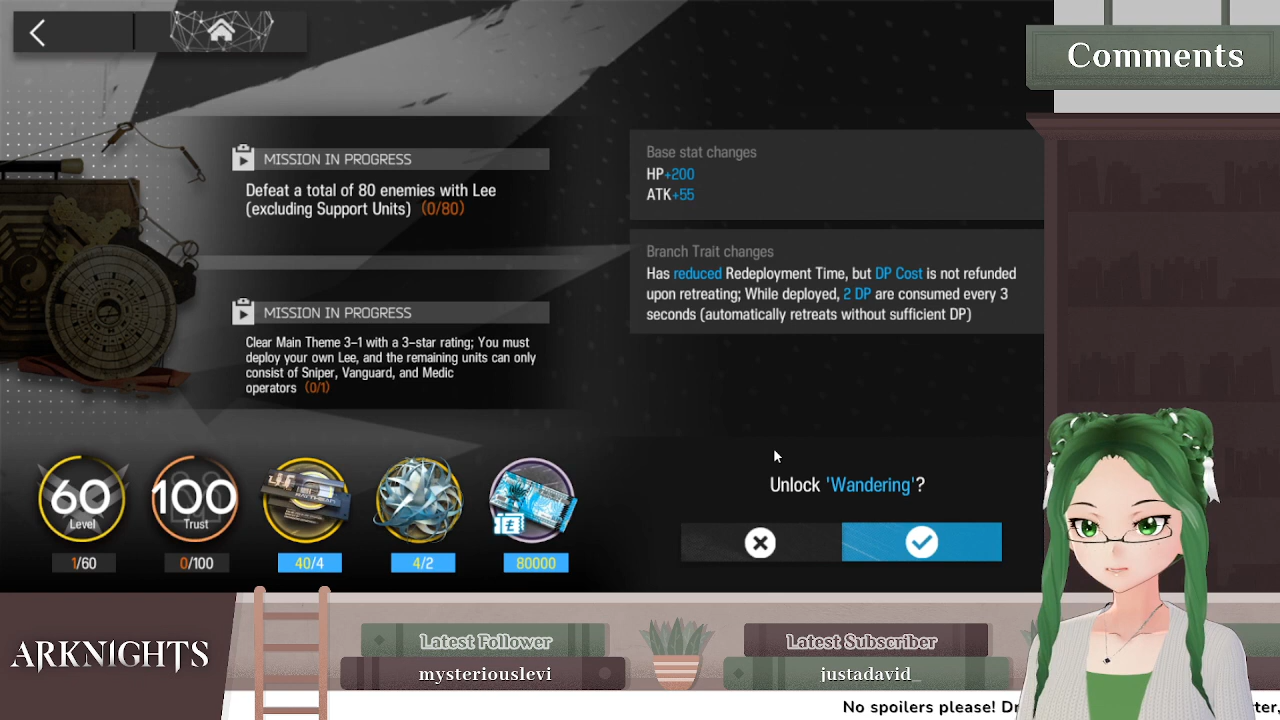 Comments
MISSION IN PROGRESS
Defeat a total of 80 enemies with Lee
(excluding Support Units) (0/80)
MISSION IN PROGRESS
Clear Main Theme 3-1 with a 3-star rating; You must
deploy your own Lee, and the remaining units can only
consist of Sniper, Vanguard, and Medic
operators (0/1)
Base stat changes
HP+200
ATK+55
Branch Trait changes
Has reduced Redeployment Time, but DP Cost is not refunded
upon retreating; While deployed, 2 DP are consumed every 3
seconds (automatically retreats without sufficient DP)
60
Level
1/60
100
Trust
0/100
40/4
4/2
80000
Unlock 'Wandering'?
ARKNIGHTS
Latest Follower
mysteriouslevi
Latest Subscriber
justadavid_
No spoilers please!